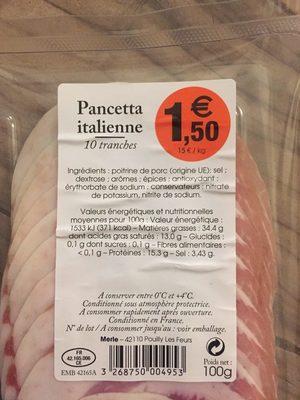 Pancetta
italienne
10 tranches
1,50 €
15 € / kg
Ingrédients : poitrine de porc (origine UE); sel ;
dextrose ; arômes ; épices ; antioxydant :
érythorbate de sodium ; conservateurs : nitrate
de potassium, nitrite de sodium.
Valeurs énergétiques et nutritionnelles
moyennes pour 100g : Valeur énergétique :
1533 kJ (371 kcal) – Matières grasses : 34,4 g
dont acides gras saturés : 13,0 g – Glucides :
0,1 g dont sucres : 0,1 g – Fibres alimentaires :
< 0,1 g – Protéines : 15,3 g – Sel : 3,43 g.
A conserver entre 0°C et +4°C.
Conditionné sous atmosphère protectrice.
A consommer rapidement après ouverture.
Conditionné en France.
N° de lot / A consommer jusqu'au : voir emballage.
Merle – 42110 Pouilly Les Feurs
FR
42.165.006
CE
EMB 42165A
3 268750 004953
Poids net :
100g